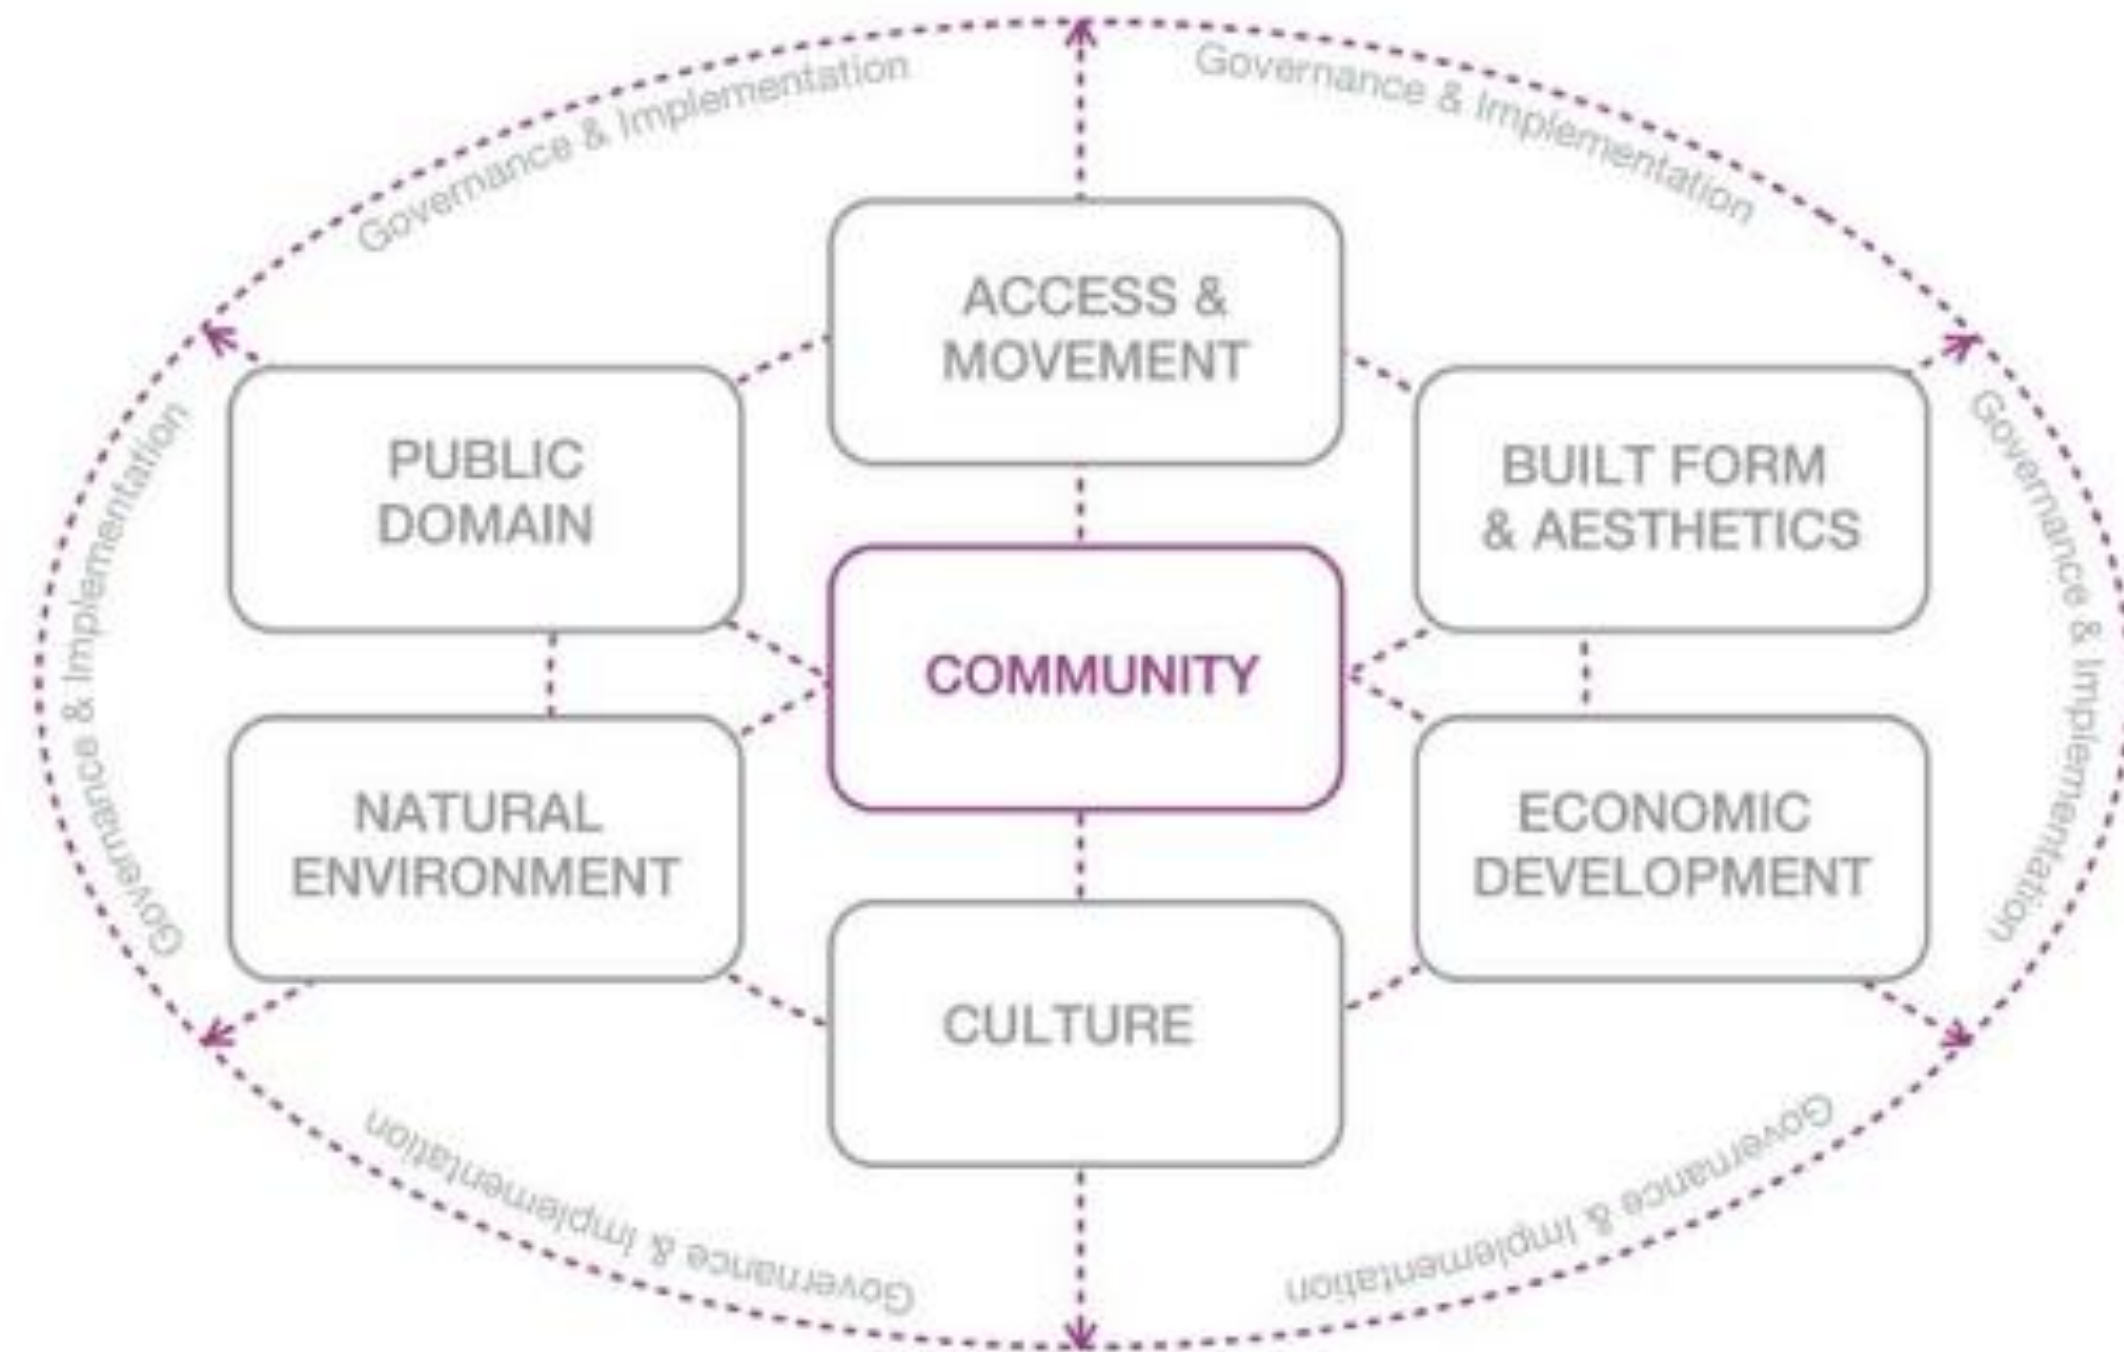 Governance & Implementation
Governance & Implementation
ACCESS &
MOVEMENT
PUBLIC
DOMAIN
BUILT FORM
& AESTHETICS
Governance & Implementation
Governance & Implementation
COMMUNITY
NATURAL
ENVIRONMENT
ECONOMIC
DEVELOPMENT
CULTURE
Governance & Implementation
Governance & Implementation